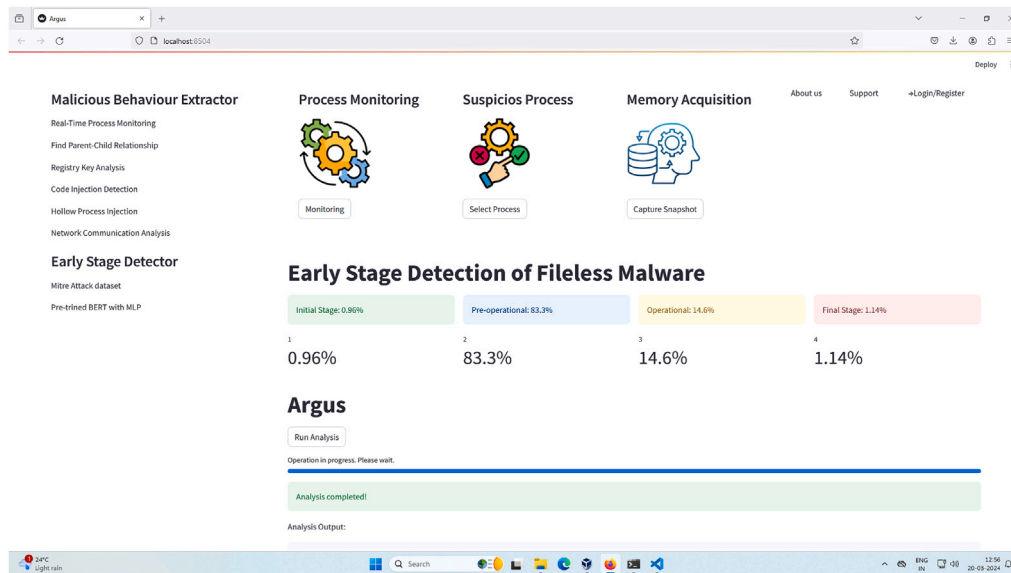 Argus
localhost:8504
Deploy
Malicious Behaviour Extractor
Real-Time Process Monitoring
Find Parent-Child Relationship
Registry Key Analysis
Code Injection Detection
Hollow Process Injection
Network Communication Analysis
Early Stage Detector
Mitre Attack dataset
Pre-trined BERT with MLP
Process Monitoring
Suspicios Process
Memory Acquisition
About us
Support
Login/Register
Monitoring
Select Process
Capture Snapshot
Early Stage Detection of Fileless Malware
Initial Stage: 0.96%
Pre-operational: 83.3%
Operational: 14.6%
Final Stage: 1.14%
1
2
3
4
0.96%
83.3%
14.6%
1.14%
Argus
Run Analysis
Operation in progress. Please wait.
Analysis completed!
Analysis Output:
1
24°C
Light rain
Search
ENG
IN
12:56
20-03-2024